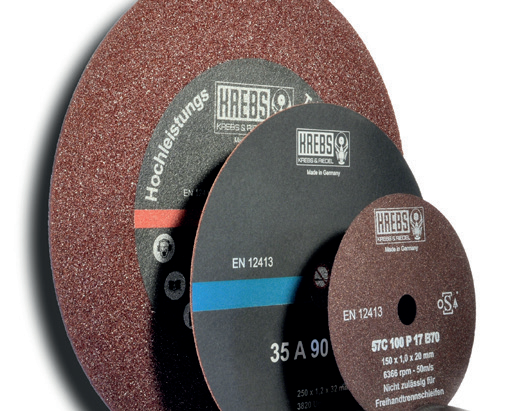 Hochleistungs
KREBS
KREBS & RIEDEL
EN
KREBS
KREBS & RIEDEL
Made in Germany
EN 12413
35 A 90
KREBS
KREBS & RIEDEL
Made in Germany
EN 12413
oSa
57C 100 P 17 B70
150 x 1,0 x 20 mm
6366 rpm - 50m/s
Nicht zulässig für
Freihandtrennschleifen